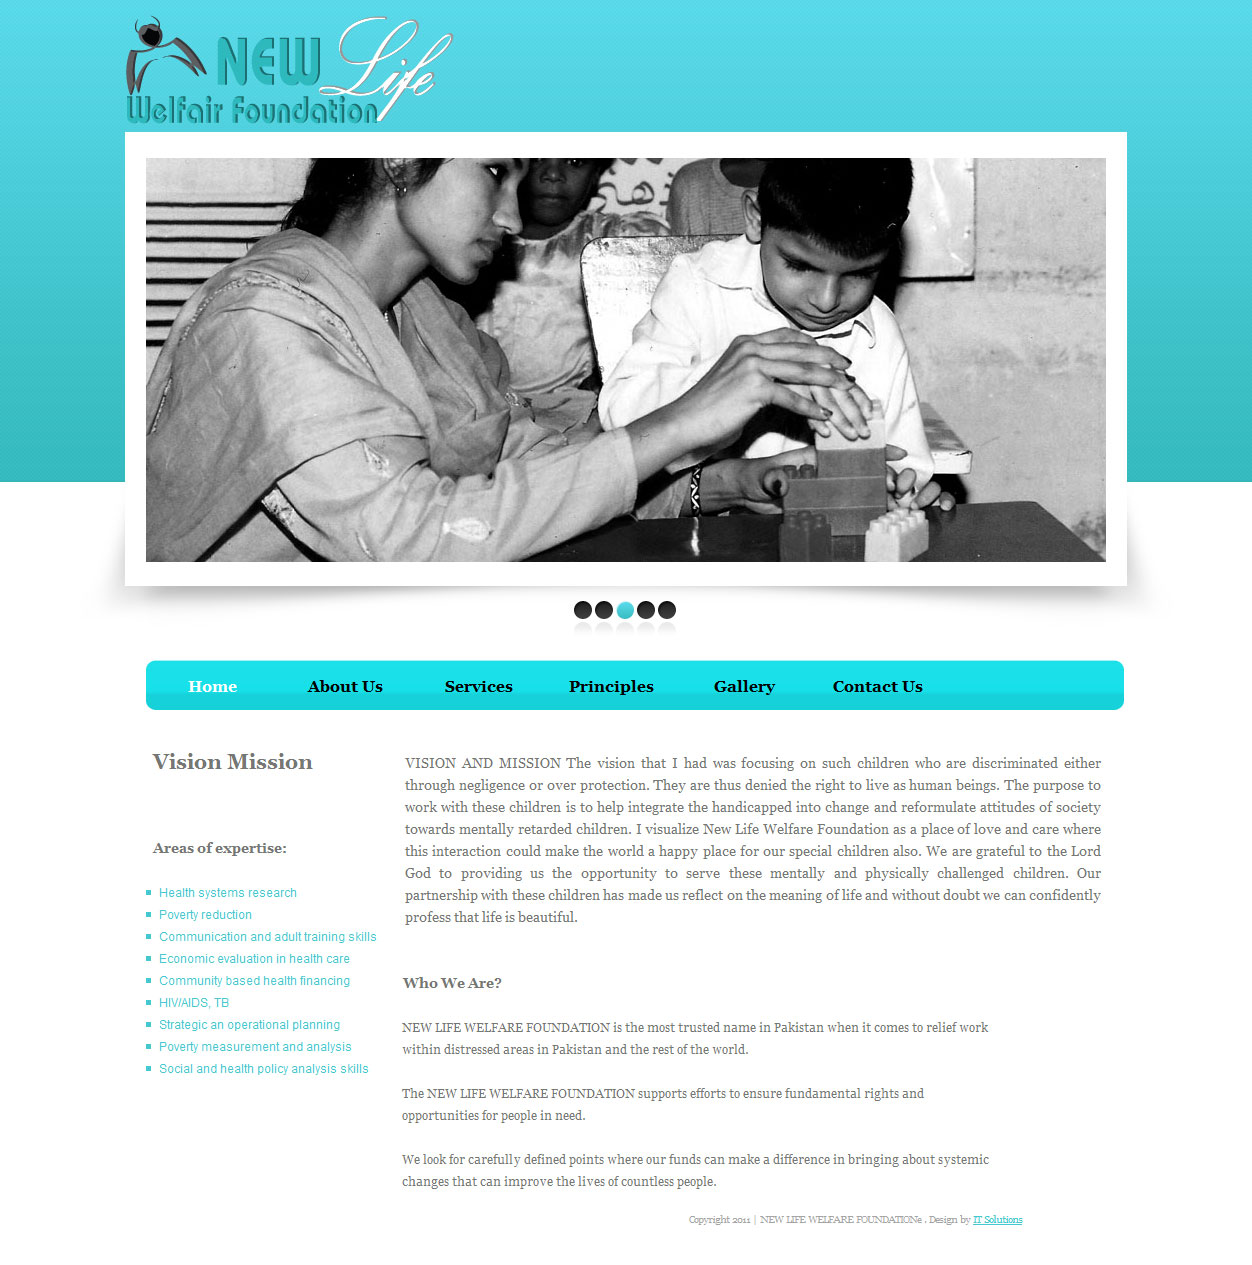 NEW Life
Welfair Foundation
Home About Us Services Principles Gallery Contact Us
Vision Mission
Areas of expertise:
Health systems research
Poverty reduction
Communication and adult training skills
Economic evaluation in health care
Community based health financing
HIV/AIDS, TB
Strategic an operational planning
Poverty measurement and analysis
Social and health policy analysis skills
VISION AND MISSION The vision that I had was focusing on such children who are discriminated either
through negligence or over protection. They are thus denied the right to live as human beings. The purpose to
work with these children is to help integrate the handicapped into change and reformulate attitudes of society
towards mentally retarded children. I visualize New Life Welfare Foundation as a place of love and care where
this interaction could make the world a happy place for our special children also. We are grateful to the Lord
God to providing us the opportunity to serve these mentally and physically challenged children. Our
partnership with these children has made us reflect on the meaning of life and without doubt we can confidently
profess that life is beautiful.
Who We Are?
NEW LIFE WELFARE FOUNDATION is the most trusted name in Pakistan when it comes to relief work
within distressed areas in Pakistan and the rest of the world.
The NEW LIFE WELFARE FOUNDATION supports efforts to ensure fundamental rights and
opportunities for people in need.
We look for carefully defined points where our funds can make a difference in bringing about systemic
changes that can improve the lives of countless people.
Copyright 2011 | NEW LIFE WELFARE FOUNDATIONe . Design by IT Solutions